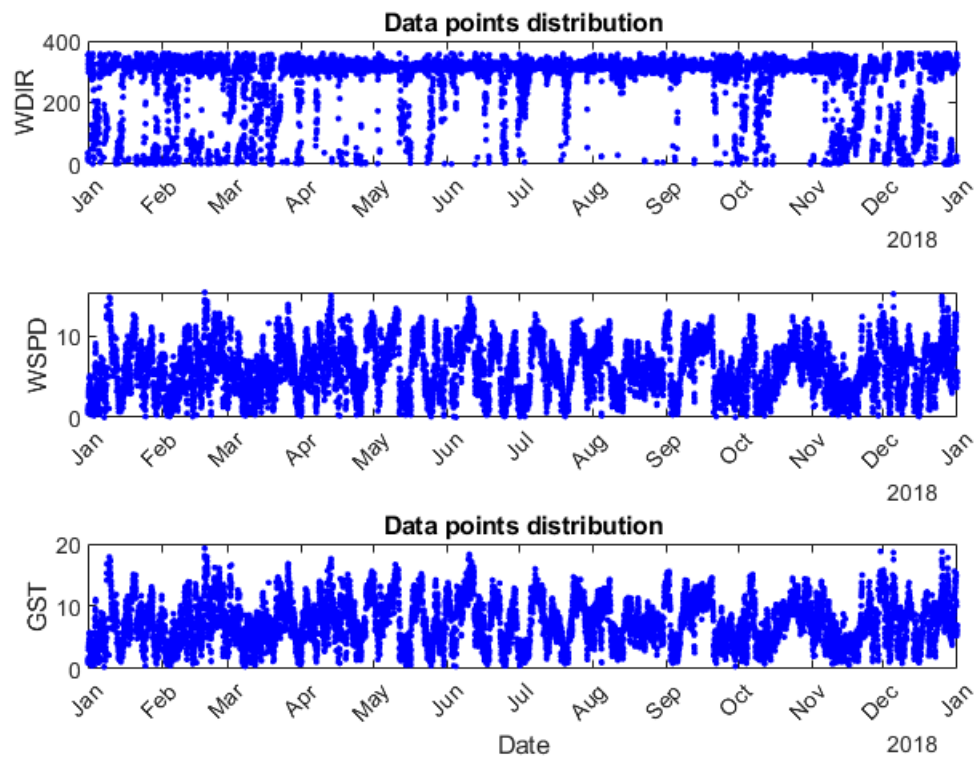 Data points distribution
WDIR
400
200
0
Jan Feb Mar Apr May Jun Jul Aug Sep Oct Nov Dec Jan
2018
WSPD
10
0
Jan Feb Mar Apr May Jun Jul Aug Sep Oct Nov Dec Jan
2018
Data points distribution
GST
20
10
0
Jan Feb Mar Apr May Jun Jul Aug Sep Oct Nov Dec Jan
Date
2018